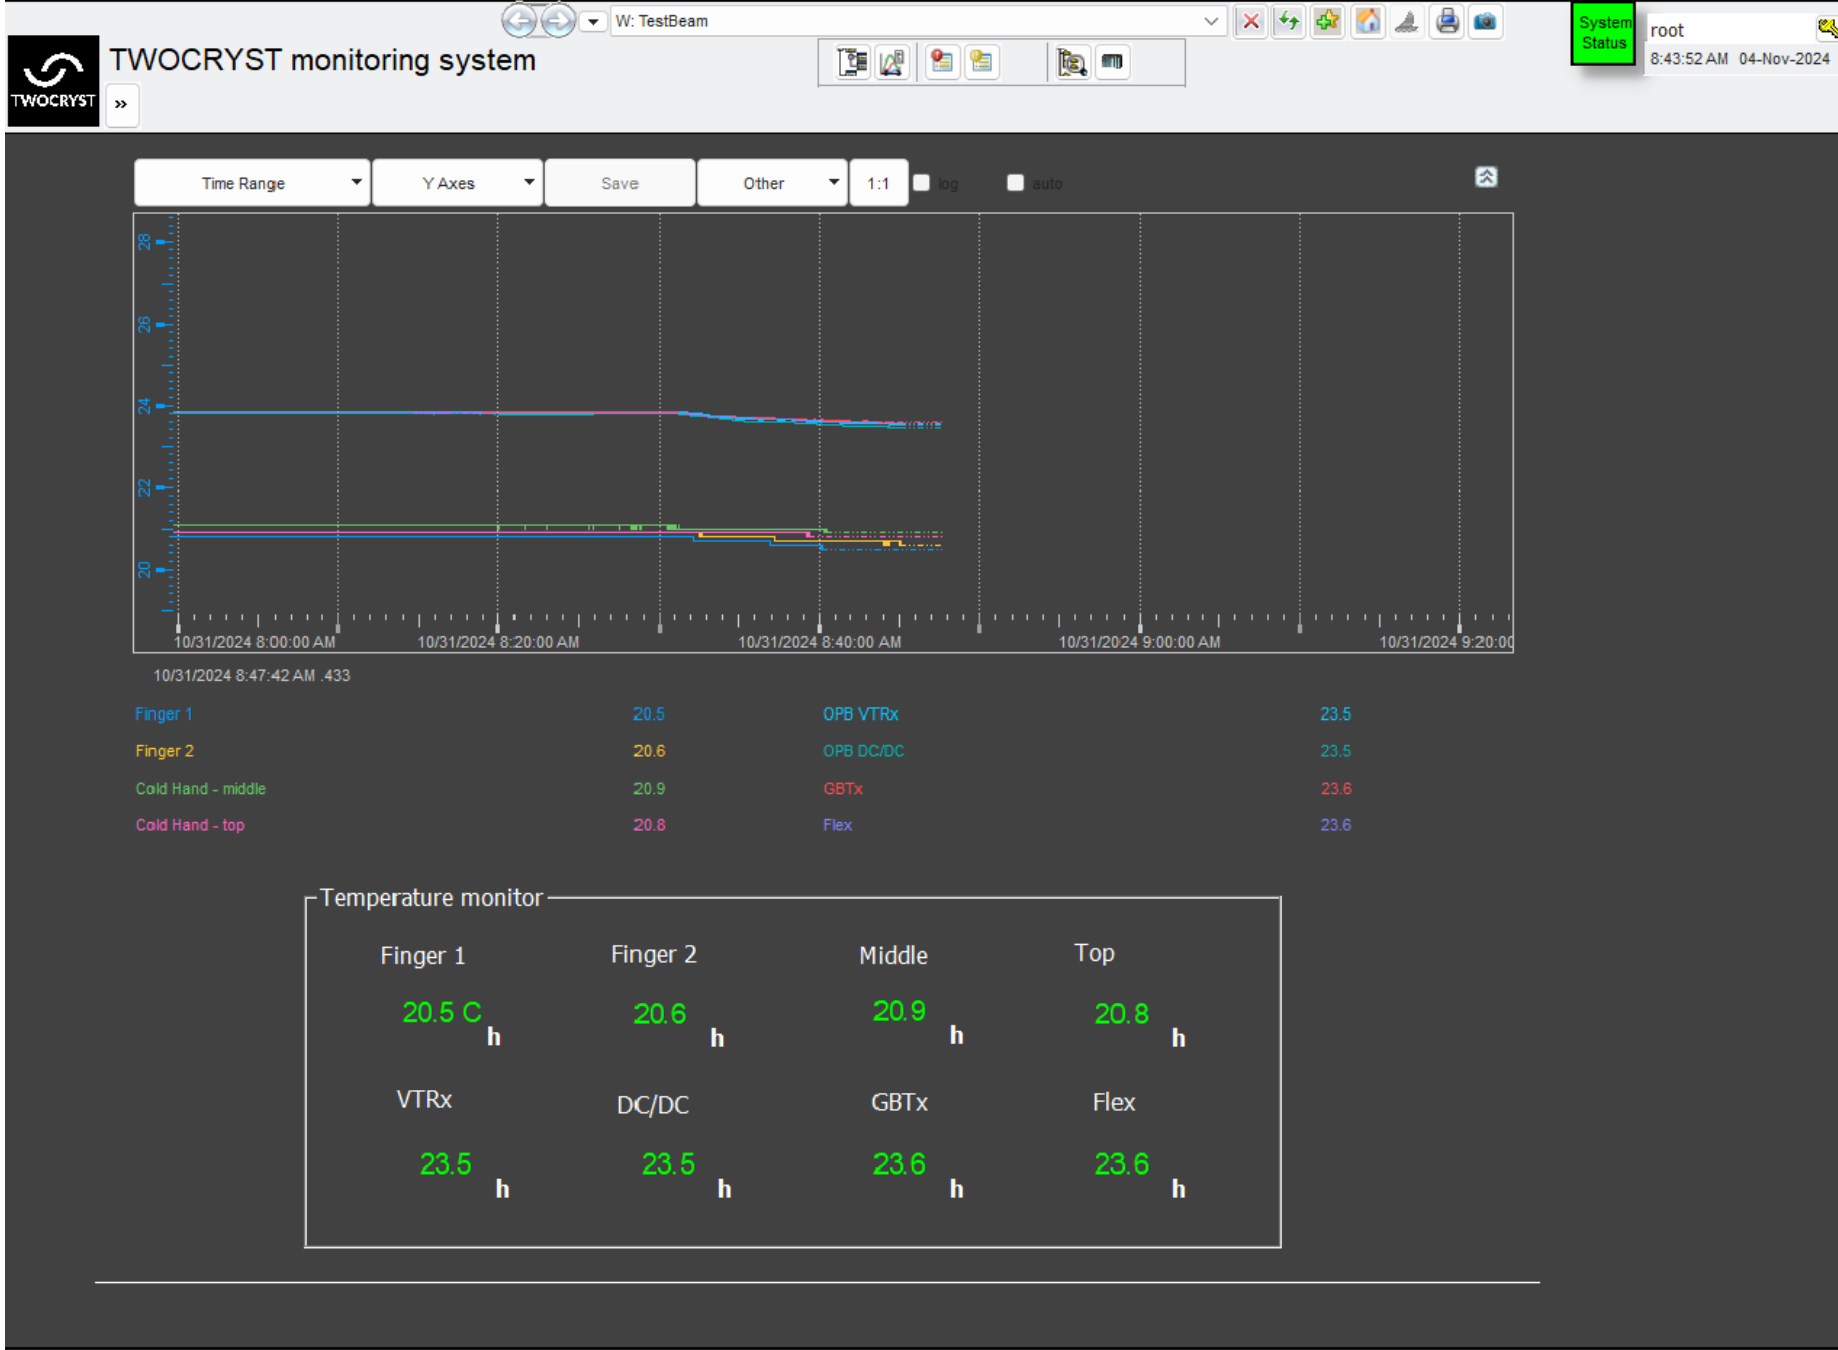 W: TestBeam
System
Status
root
8:43:52 AM 04-Nov-2024
TWOCRYST
TWOCRYST monitoring system
»
Time Range
Y Axes
Save
Other
1:1
log
auto
28
26
24
22
20
10/31/2024 8:00:00 AM
10/31/2024 8:20:00 AM
10/31/2024 8:40:00 AM
10/31/2024 9:00:00 AM
10/31/2024 9:20:00
10/31/2024 8:47:42 AM .433
Finger 1 20.5 OPB VTRx 23.5
Finger 2 20.6 OPB DC/DC 23.5
Cold Hand - middle 20.9 GBTx 23.6
Cold Hand - top 20.8 Flex 23.6
Temperature monitor
Finger 1 Finger 2 Middle Top
20.5 C h 20.6 h 20.9 h 20.8 h
VTRx DC/DC GBTx Flex
23.5 h 23.5 h 23.6 h 23.6 h